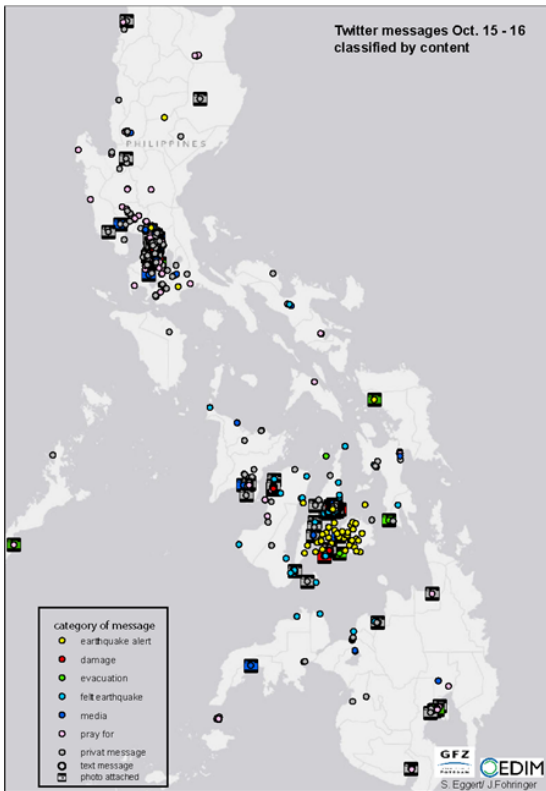 Twitter messages Oct. 15 - 16
classified by content
PHILIPPINES
category of message
earthquake alert
damage
evacuation
felt earthquake
media
pray for
privat message
text message
photo attached
GFZ
EDIM
S. Eggert/ J.Fohringer